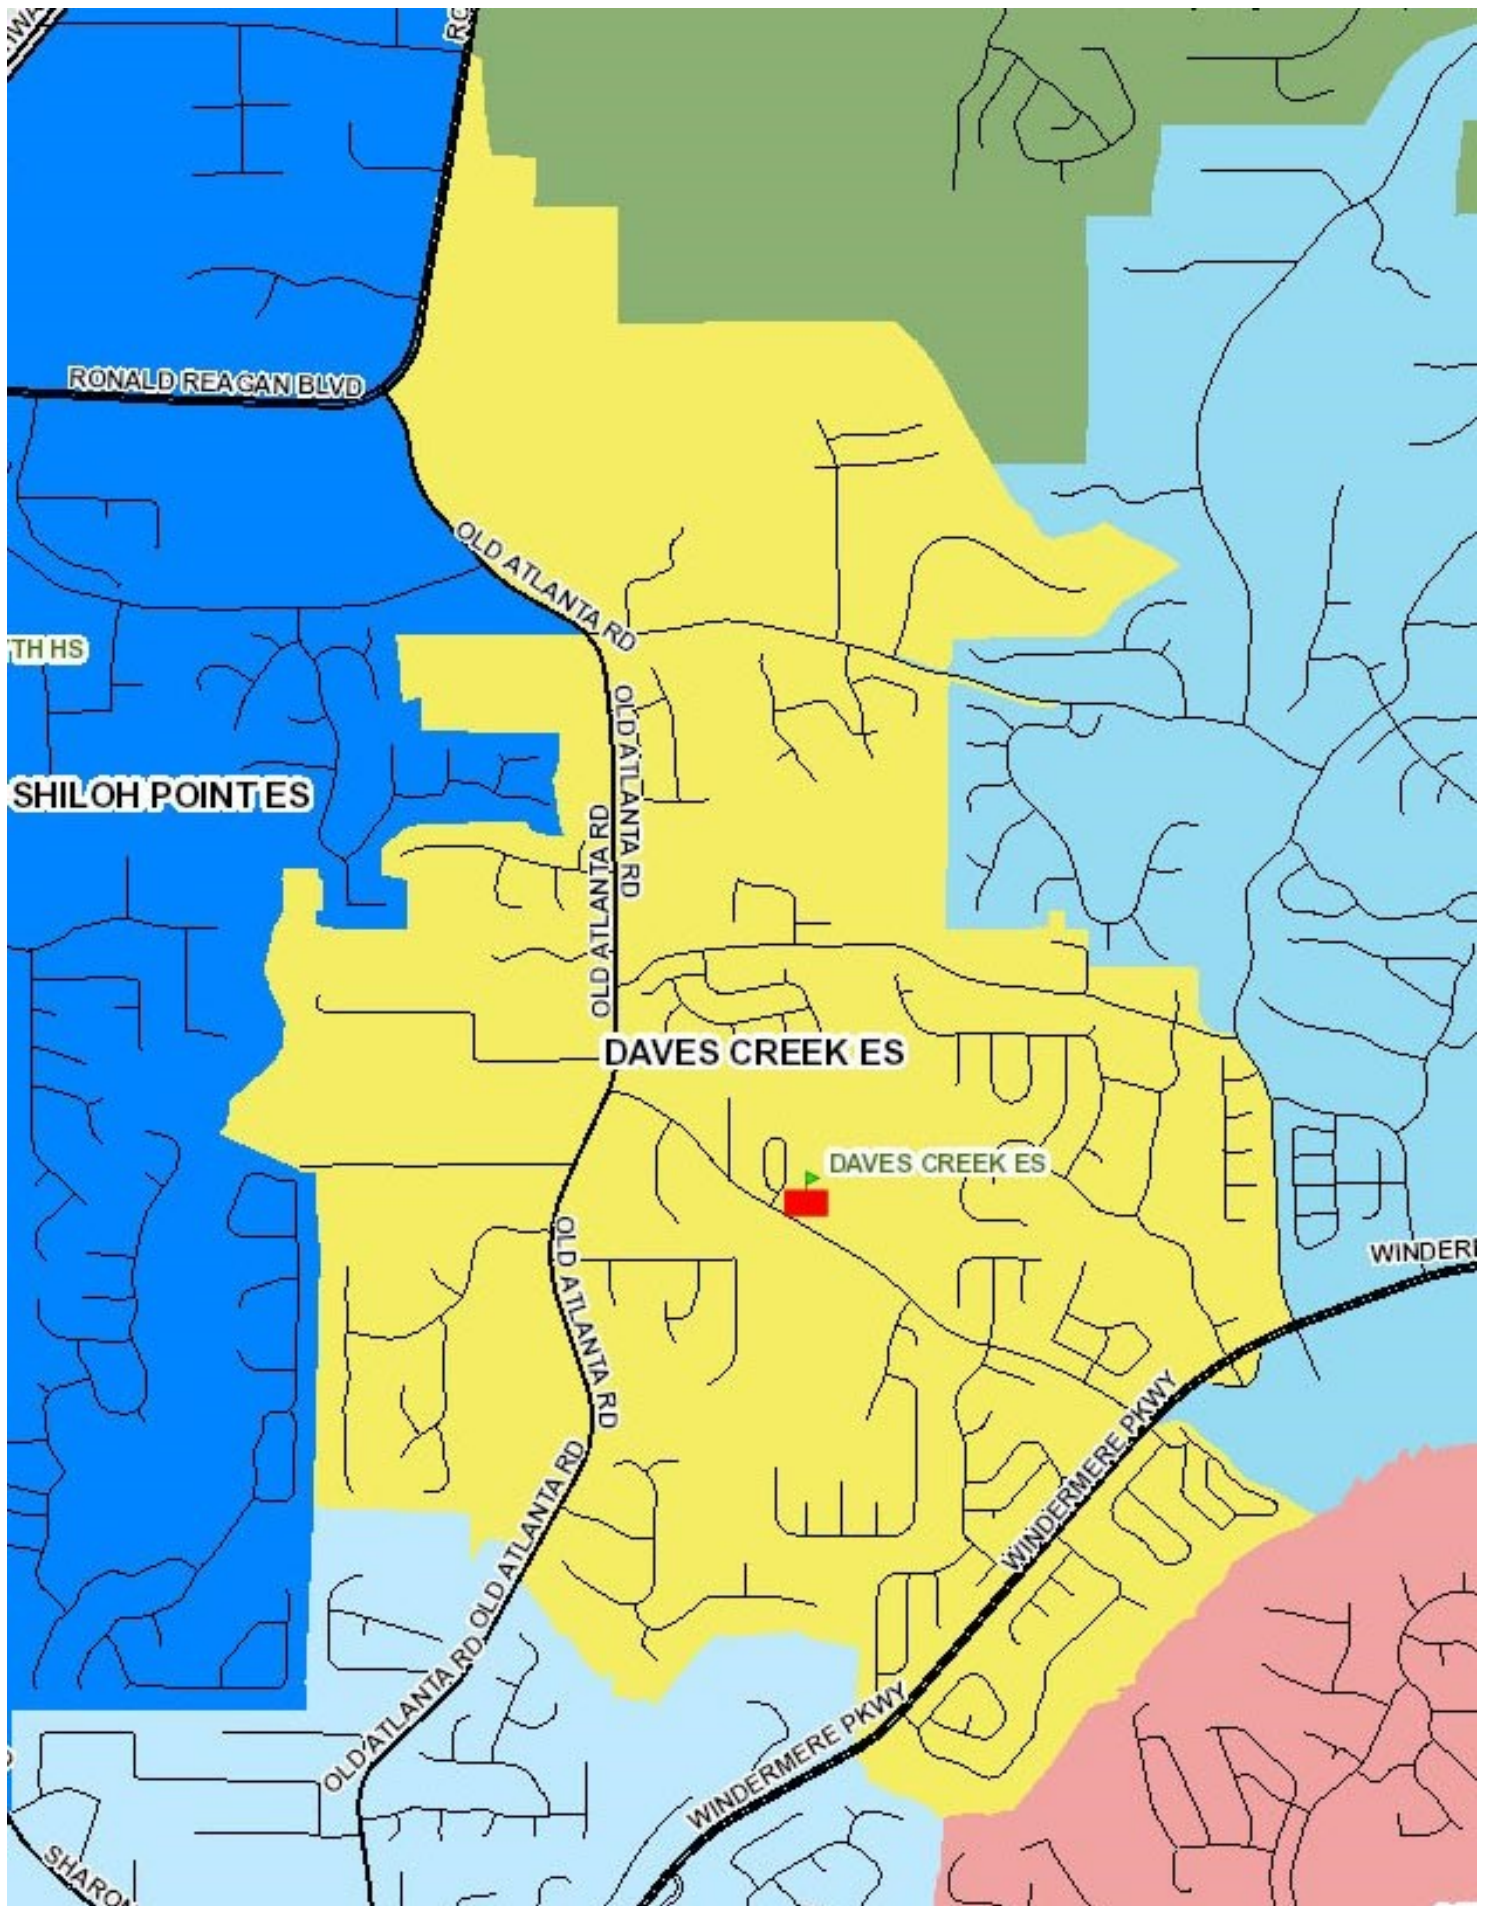 RONALD REAGAN BLVD
OLD ATLANTA RD
TH HS
OLD ATLANTA RD
SHILOH POINT ES
OLD ATLANTA RD
DAVES CREEK ES
DAVES CREEK ES
OLD ATLANTA RD
WINDER
WINDERMERE PKWY
OLD ATLANTA RD
OLD ATLANTA RD
WINDERMERE PKWY
SHARON